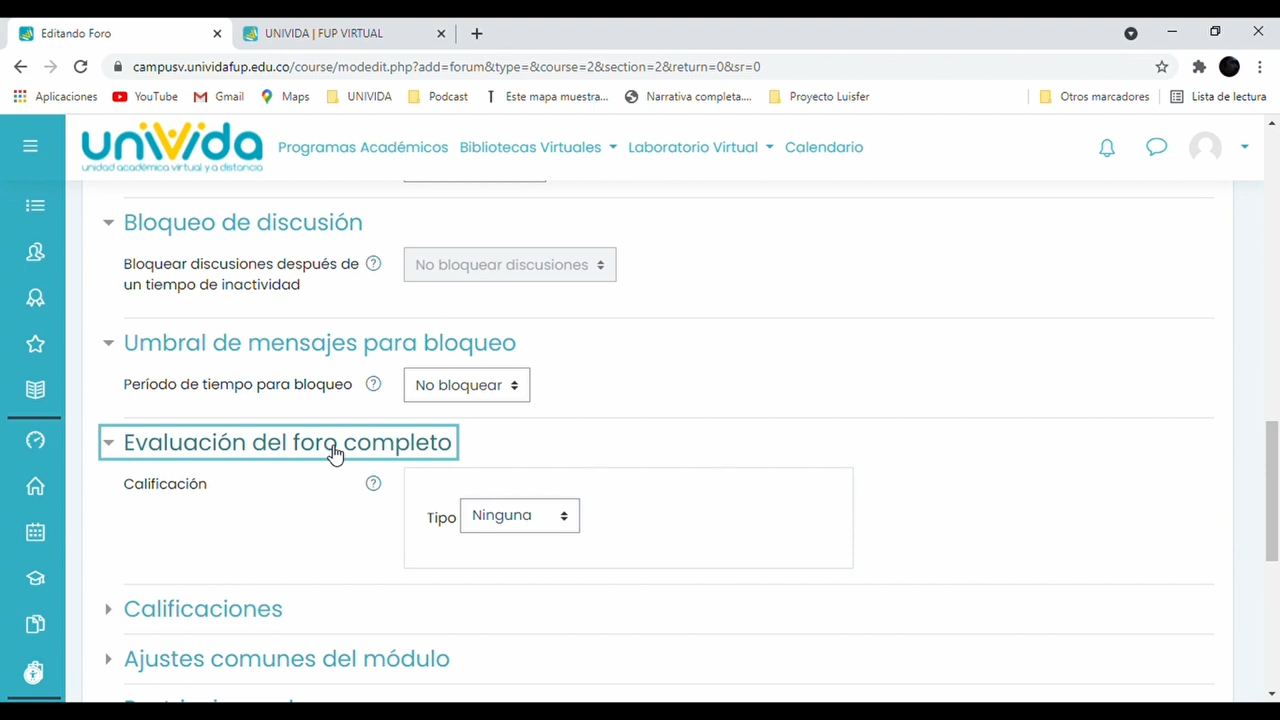 Editando Foro
UNIVIDA | FUP VIRTUAL
campusv.unividafup.edu.co/course/modedit.php?add=forum&type=&course=2&section=2&return=0&sr=0
Aplicaciones YouTube Gmail Maps UNIVIDA Podcast Este mapa muestra... Narrativa completa.... Proyecto Luisfer Otros marcadores Lista de lectura
univida
unidad académica virtual y a distancia
Programas Académicos Bibliotecas Virtuales Laboratorio Virtual Calendario
Bloqueo de discusión
Bloquear discusiones después de
un tiempo de inactividad
No bloquear discusiones
Umbral de mensajes para bloqueo
Período de tiempo para bloqueo
No bloquear
Evaluación del foro completo
Calificación
Tipo Ninguna
Calificaciones
Ajustes comunes del módulo